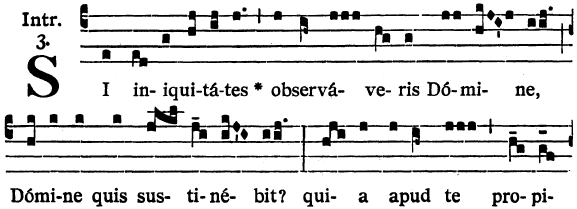 Intr.
3.
SI in-iqui-tá-tes * observá- ve- ris Dó-mi- ne,
Dómi-ne quis sus- ti-né- bit? qui- a apud te pro- pi-